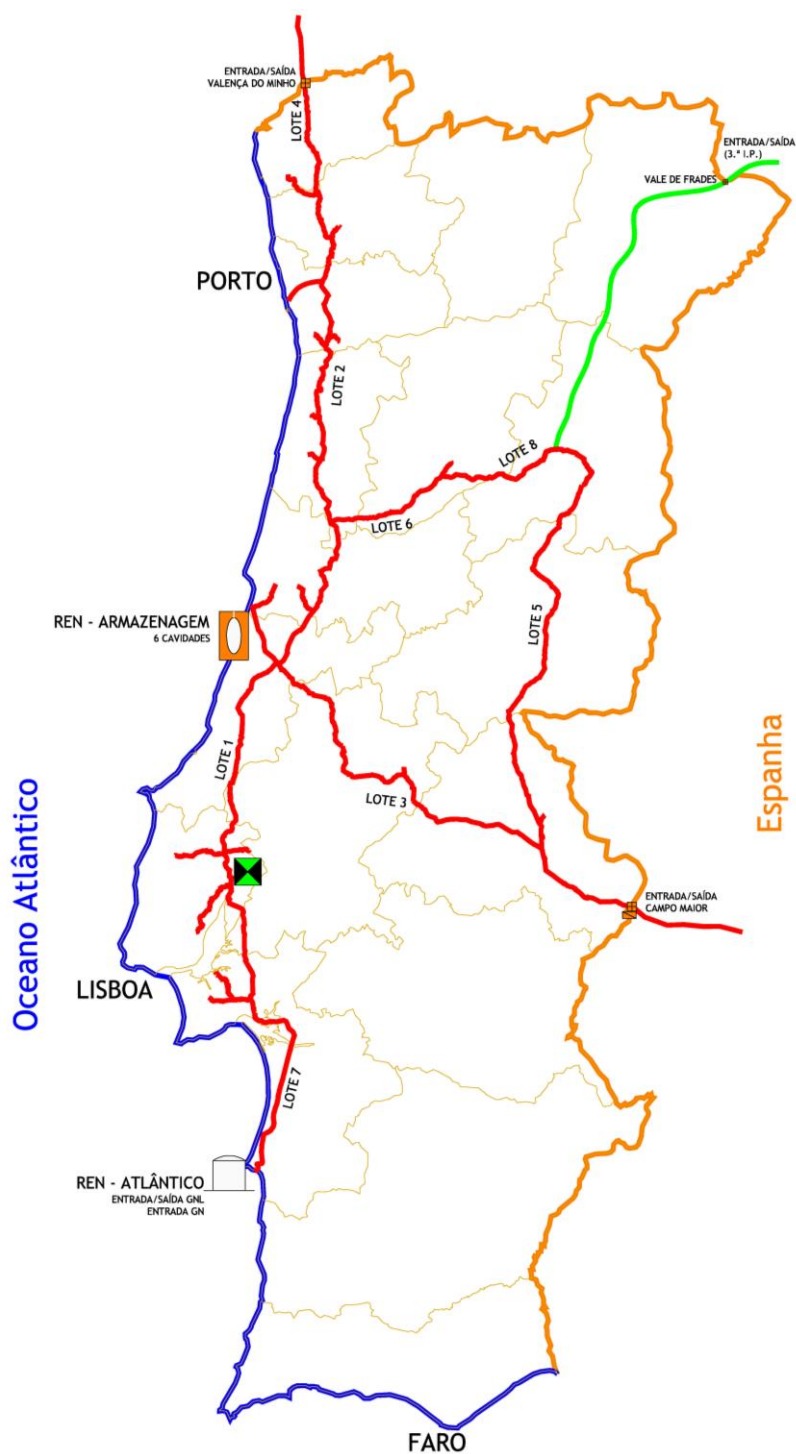 ENTRADA/SAÍDA
VALENÇA DO MINHO
LOTE 4
ENTRADA/SAÍDA
(3.ª I.P.)
VALE DE FRADES
PORTO
LOTE 2
LOTE 8
LOTE 6
REN - ARMAZENAGEM
6 CAVIDADES
LOTE 5
LOTE 1
Espanha
LOTE 3
Oceano Atlântico
ENTRADA/SAÍDA
CAMPO MAIOR
LISBOA
LOTE 7
REN - ATLÂNTICO
ENTRADA/SAÍDA GNL
ENTRADA GN
FARO